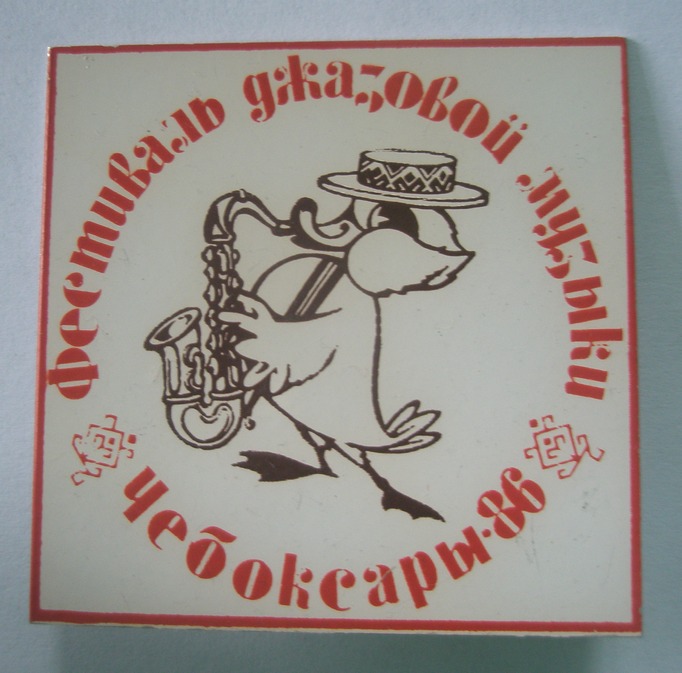 фестиваль джазовой музыки
чебоксары·86